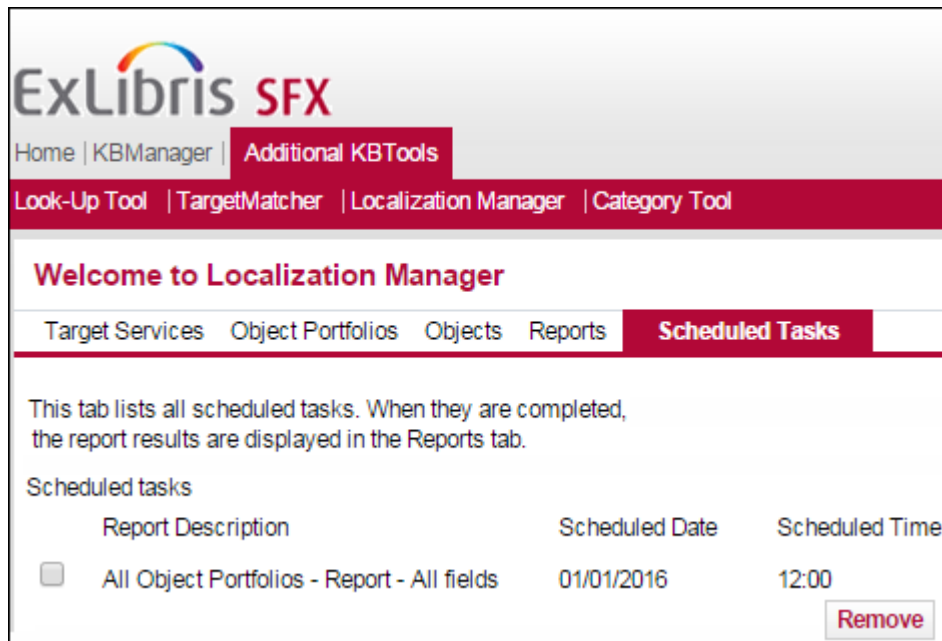 ExLibris SFX
Home | KBManager | Additional KBTools
Look-Up Tool | TargetMatcher | Localization Manager | Category Tool
Welcome to Localization Manager
Target Services Object Portfolios Objects Reports Scheduled Tasks
This tab lists all scheduled tasks. When they are completed,
the report results are displayed in the Reports tab.
Scheduled tasks
Report Description Scheduled Date Scheduled Time
All Object Portfolios - Report - All fields 01/01/2016 12:00
Remove